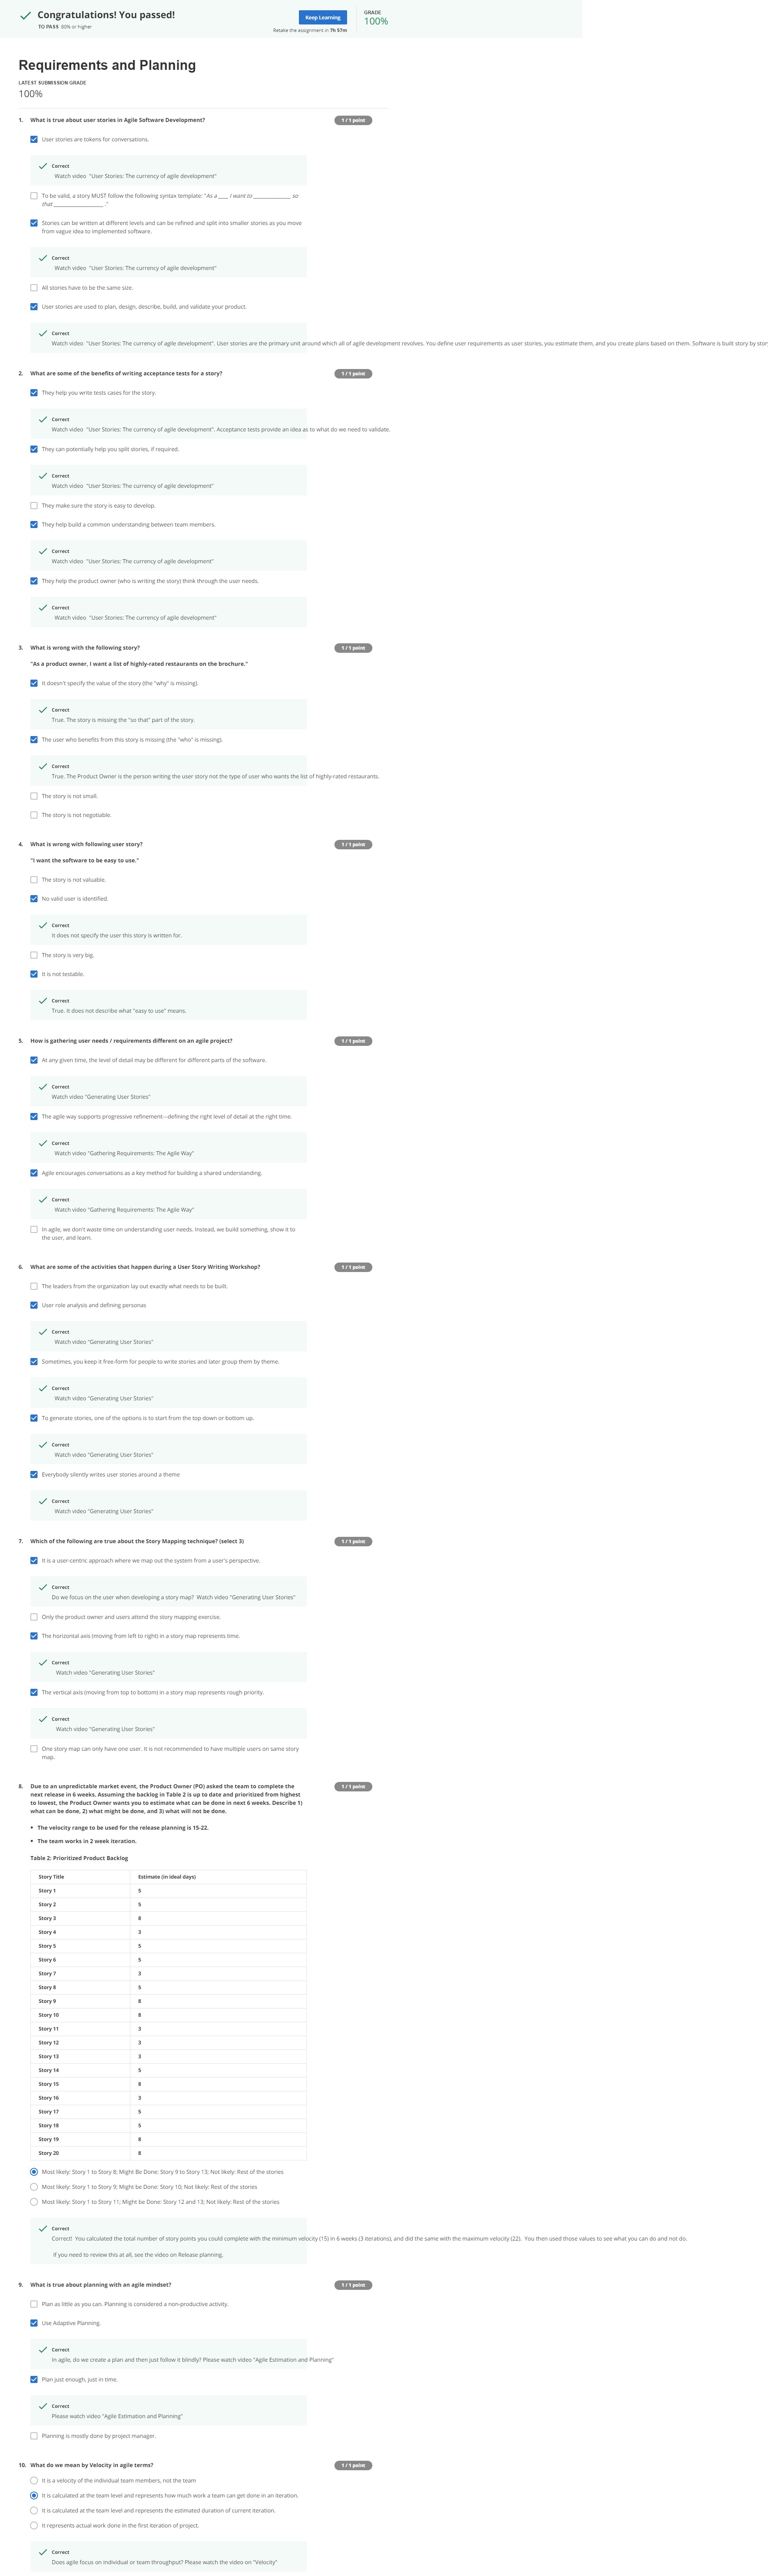 Congratulations! You passed!
TO PASS 80% or higher
Keep Learning
Retake the assignment in 7h 57m
GRADE
100%
Requirements and Planning
LATEST SUBMISSION GRADE
100%
1. What is true about user stories in Agile Software Development?
1 / 1 point
User stories are tokens for conversations.
Correct
Watch video "User Stories: The currency of agile development"
To be valid, a story MUST follow the following syntax template: "As a ____ I want to ________________, so
that _____________________ ."
Stories can be written at different levels and can be refined and split into smaller stories as you move
from vague idea to implemented software.
Correct
Watch video "User Stories: The currency of agile development"
All stories have to be the same size.
User stories are used to plan, design, describe, build, and validate your product.
Correct
Watch video "User Stories: The currency of agile development". User stories are the primary unit around which all of agile development revolves. You define user requirements as user stories, you estimate them, and you create plans based on them. Software is built story by stor
2. What are some of the benefits of writing acceptance tests for a story?
1 / 1 point
They help you write tests cases for the story.
Correct
Watch video "User Stories: The currency of agile development". Acceptance tests provide an idea as to what do we need to validate.
They can potentially help you split stories, if required.
Correct
Watch video "User Stories: The currency of agile development"
They make sure the story is easy to develop.
They help build a common understanding between team members.
Correct
Watch video "User Stories: The currency of agile development"
They help the product owner (who is writing the story) think through the user needs.
Correct
Watch video "User Stories: The currency of agile development"
3. What is wrong with the following story?
1 / 1 point
"As a product owner, I want a list of highly-rated restaurants on the brochure."
It doesn't specify the value of the story (the "why" is missing).
Correct
True. The story is missing the "so that" part of the story.
The user who benefits from this story is missing (the "who" is missing).
Correct
True. The Product Owner is the person writing the user story not the type of user who wants the list of highly-rated restaurants.
The story is not small.
The story is not negotiable.
4. What is wrong with following user story?
1 / 1 point
"I want the software to be easy to use."
The story is not valuable.
No valid user is identified.
Correct
It does not specify the user this story is written for.
The story is very big.
It is not testable.
Correct
True. It does not describe what "easy to use" means.
5. How is gathering user needs / requirements different on an agile project?
1 / 1 point
At any given time, the level of detail may be different for different parts of the software.
Correct
Watch video "Generating User Stories"
The agile way supports progressive refinement---defining the right level of detail at the right time.
Correct
Watch video "Gathering Requirements: The Agile Way"
Agile encourages conversations as a key method for building a shared understanding.
Correct
Watch video "Gathering Requirements: The Agile Way"
In agile, we don't waste time on understanding user needs. Instead, we build something, show it to
the user, and learn.
6. What are some of the activities that happen during a User Story Writing Workshop?
1 / 1 point
The leaders from the organization lay out exactly what needs to be built.
User role analysis and defining personas
Correct
Watch video "Generating User Stories"
Sometimes, you keep it free-form for people to write stories and later group them by theme.
Correct
Watch video "Generating User Stories"
To generate stories, one of the options is to start from the top down or bottom up.
Correct
Watch video "Generating User Stories"
Everybody silently writes user stories around a theme
Correct
Watch video "Generating User Stories"
7. Which of the following are true about the Story Mapping technique? (select 3)
1 / 1 point
It is a user-centric approach where we map out the system from a user's perspective.
Correct
Do we focus on the user when developing a story map? Watch video "Generating User Stories"
Only the product owner and users attend the story mapping exercise.
The horizontal axis (moving from left to right) in a story map represents time.
Correct
Watch video "Generating User Stories"
The vertical axis (moving from top to bottom) in a story map represents rough priority.
Correct
Watch video "Generating User Stories"
One story map can only have one user. It is not recommended to have multiple users on same story
map.
8. Due to an unpredictable market event, the Product Owner (PO) asked the team to complete the
1 / 1 point
next release in 6 weeks. Assuming the backlog in Table 2 is up to date and prioritized from highest
to lowest, the Product Owner wants you to estimate what can be done in next 6 weeks. Describe 1)
what can be done, 2) what might be done, and 3) what will not be done.
• The velocity range to be used for the release planning is 15-22.
• The team works in 2 week iteration.
Table 2: Prioritized Product Backlog
Story Title Estimate (in ideal days)
Story 1 5
Story 2 5
Story 3 8
Story 4 3
Story 5 5
Story 6 5
Story 7 3
Story 8 5
Story 9 8
Story 10 8
Story 11 3
Story 12 3
Story 13 3
Story 14 5
Story 15 8
Story 16 3
Story 17 5
Story 18 5
Story 19 8
Story 20 8
Most likely: Story 1 to Story 8; Might Be Done: Story 9 to Story 13; Not likely: Rest of the stories
Most likely: Story 1 to Story 9; Might be Done: Story 10; Not likely: Rest of the stories
Most likely: Story 1 to Story 11; Might be Done: Story 12 and 13; Not likely: Rest of the stories
Correct
Correct! You calculated the total number of story points you could complete with the minimum velocity (15) in 6 weeks (3 iterations), and did the same with the maximum velocity (22). You then used those values to see what you can do and not do.
If you need to review this at all, see the video on Release planning.
9. What is true about planning with an agile mindset?
1 / 1 point
Plan as little as you can. Planning is considered a non-productive activity.
Use Adaptive Planning.
Correct
In agile, do we create a plan and then just follow it blindly? Please watch video "Agile Estimation and Planning"
Plan just enough, just in time.
Correct
Please watch video "Agile Estimation and Planning"
Planning is mostly done by project manager.
10. What do we mean by Velocity in agile terms?
1 / 1 point
It is a velocity of the individual team members, not the team
It is calculated at the team level and represents how much work a team can get done in an iteration.
It is calculated at the team level and represents the estimated duration of current iteration.
It represents actual work done in the first iteration of project.
Correct
Does agile focus on individual or team throughput? Please watch the video on "Velocity"